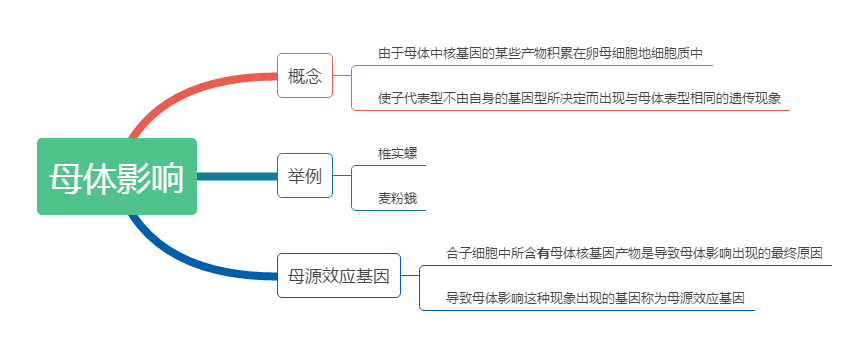 母体影响
概念
由于母体中核基因的某些产物积累在卵母细胞地细胞质中
使子代表型不由自身的基因型所决定而出现与母体表型相同的遗传现象
举例
椎实螺
麦粉蛾
母源效应基因
合子细胞中所含有母体核基因产物是导致母体影响出现的最终原因
导致母体影响这种现象出现的基因称为母源效应基因